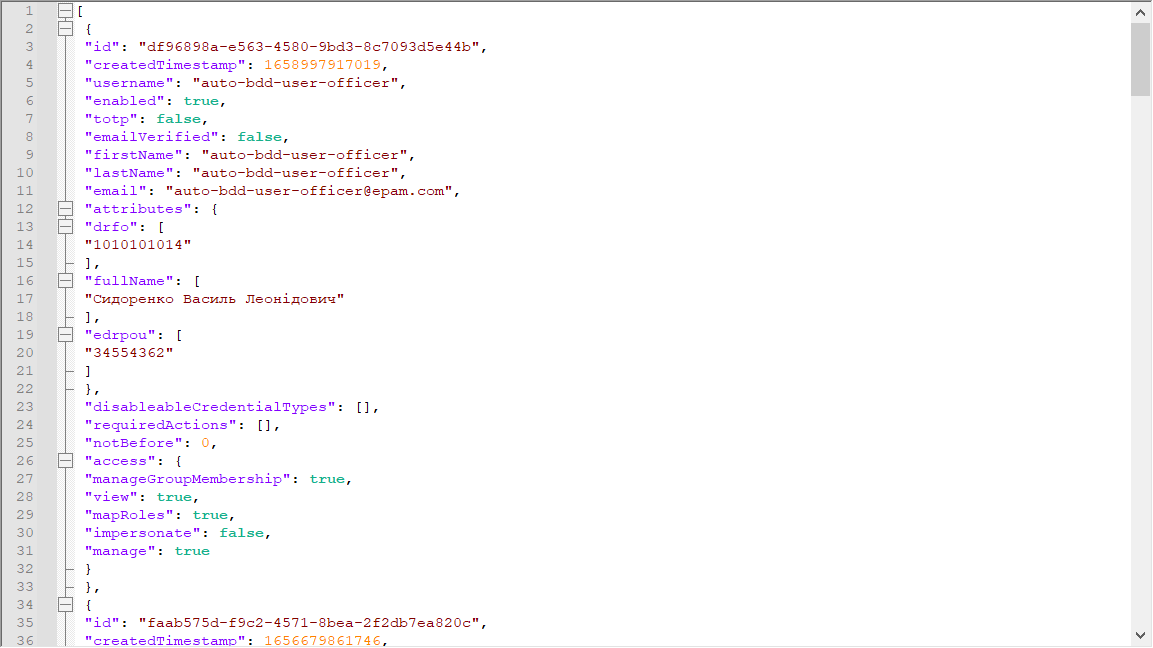 1 [
2 {
3 "id": "df96898a-e563-4580-9bd3-8c7093d5e44b",
4 "createdTimestamp": 1658997917019,
5 "username": "auto-bdd-user-officer",
6 "enabled": true,
7 "totp": false,
8 "emailVerified": false,
9 "firstName": "auto-bdd-user-officer",
10 "lastName": "auto-bdd-user-officer",
11 "email": "auto-bdd-user-officer@epam.com",
12 "attributes": {
13 "drfo": [
14 "1010101014"
15 ],
16 "fullName": [
17 "Сидоренко Василь Леонідович"
18 ],
19 "edrpou": [
20 "34554362"
21 ]
22 },
23 "disableableCredentialTypes": [],
24 "requiredActions": [],
25 "notBefore": 0,
26 "access": {
27 "manageGroupMembership": true,
28 "view": true,
29 "mapRoles": true,
30 "impersonate": false,
31 "manage": true
32 }
33 },
34 {
35 "id": "faab575d-f9c2-4571-8bea-2f2db7ea820c",
36 "createdTimestamp": 1656679861746,